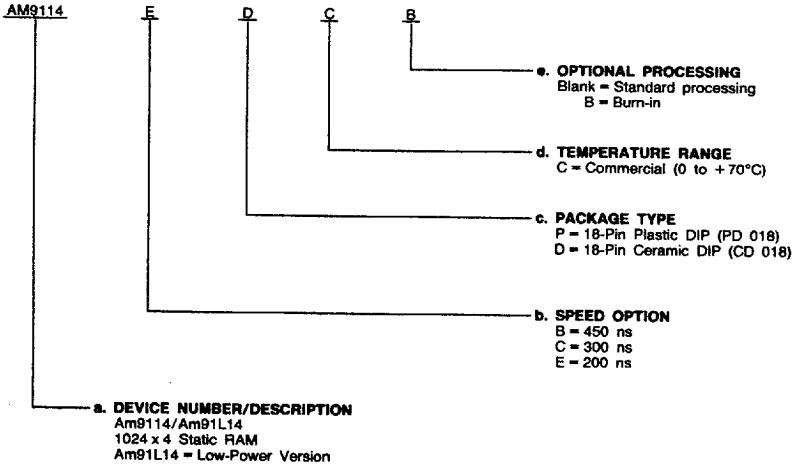 AM9114 E D C B
e. OPTIONAL PROCESSING
Blank = Standard processing
B = Burn-in
d. TEMPERATURE RANGE
C = Commercial (0 to +70°C)
c. PACKAGE TYPE
P = 18-Pin Plastic DIP (PD 018)
D = 18-Pin Ceramic DIP (CD 018)
b. SPEED OPTION
B = 450 ns
C = 300 ns
E = 200 ns
a. DEVICE NUMBER/DESCRIPTION
Am9114/Am91L14
1024 x 4 Static RAM
Am91L14 = Low-Power Version